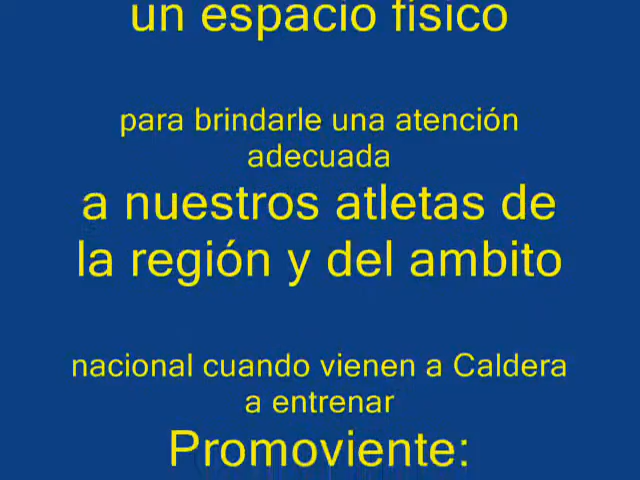 un espacio físico
para brindarle una atención
adecuada
a nuestros atletas de
la región y del ambito
nacional cuando vienen a Caldera
a entrenar
Promoviente: